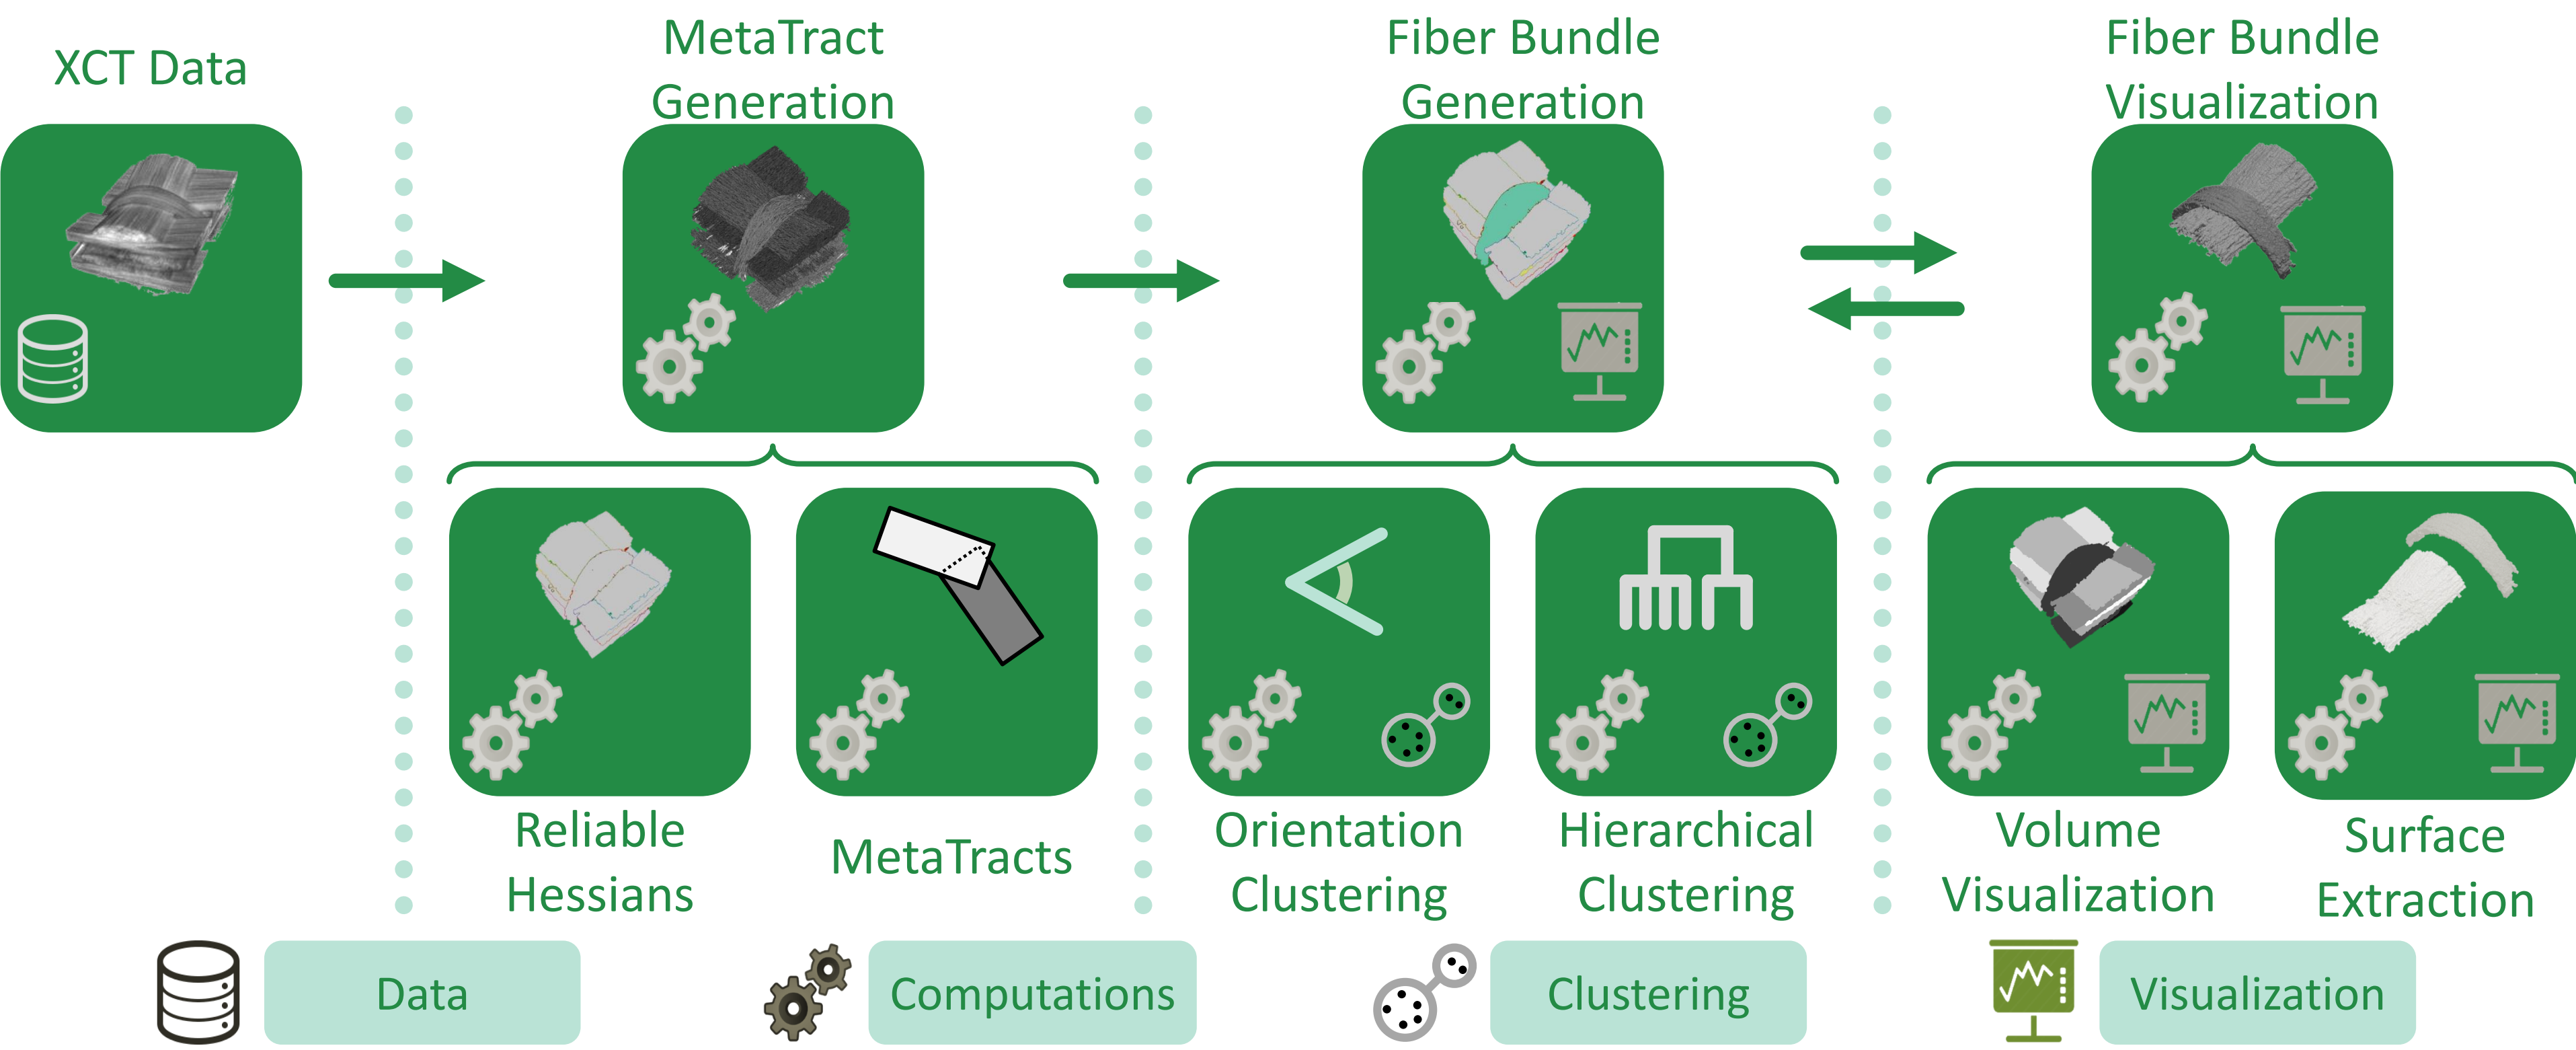 XCT Data
MetaTract
Generation
Fiber Bundle
Generation
Fiber Bundle
Visualization
Reliable
Hessians
MetaTracts
Orientation
Clustering
Hierarchical
Clustering
Volume
Visualization
Surface
Extraction
Data
Computations
Clustering
Visualization